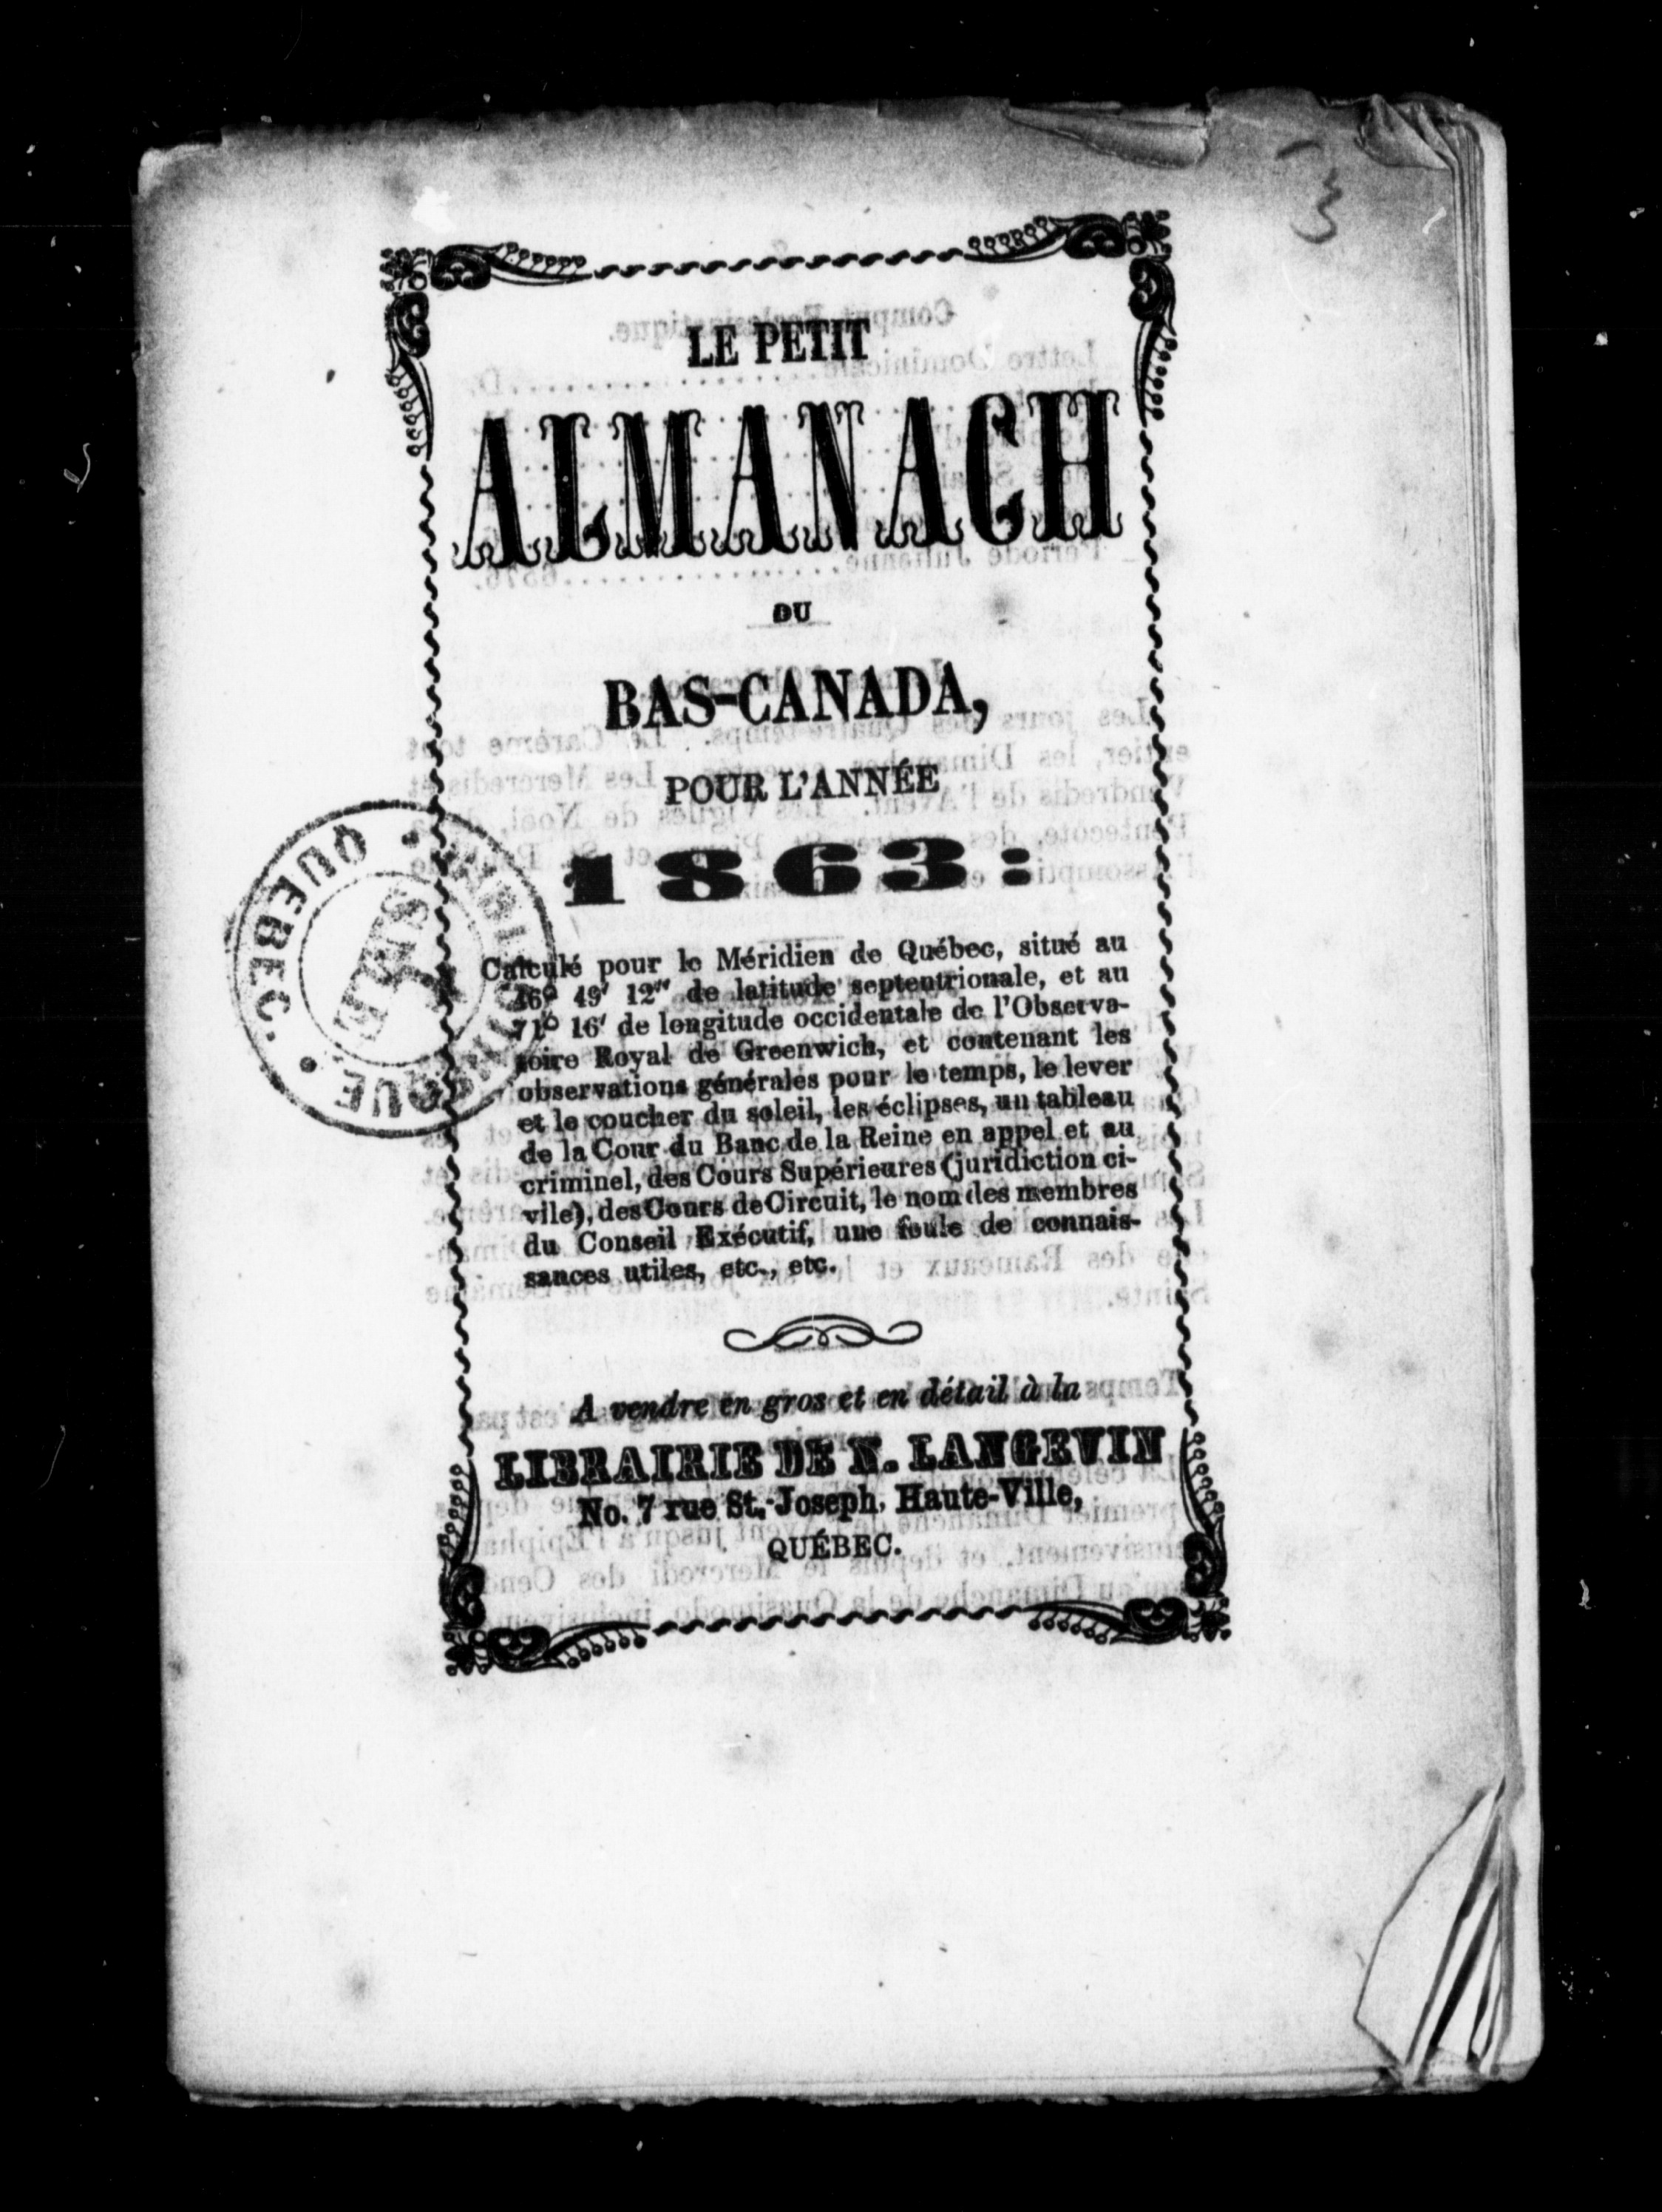 3
LE PETIT
ALMANACH
DU
BAS-CANADA,
POUR L'ANNÉE
1863:
Calculé pour le Méridien de Québec, situé au
46º 49' 12" de latitude septentrionale, et au
71º 16' de longitude occidentale de l'Observa-
toire Royal de Greenwich, et contenant les
observations générales pour le temps, le lever
et le coucher du soleil, les éclipses, un tableau
de la Cour du Banc de la Reine en appel et au
criminel, des Cours Supérieures (juridiction ci-
vile), des Cours de Circuit, le nom des membres
du Conseil Exécutif, une foule de connais-
sances utiles, etc., etc.
A vendre en gros et en détail à la
LIBRAIRIE DE N. LANGEVIN
No. 7 rue St. Joseph, Haute-Ville,
QUÉBEC.
QUEBEC